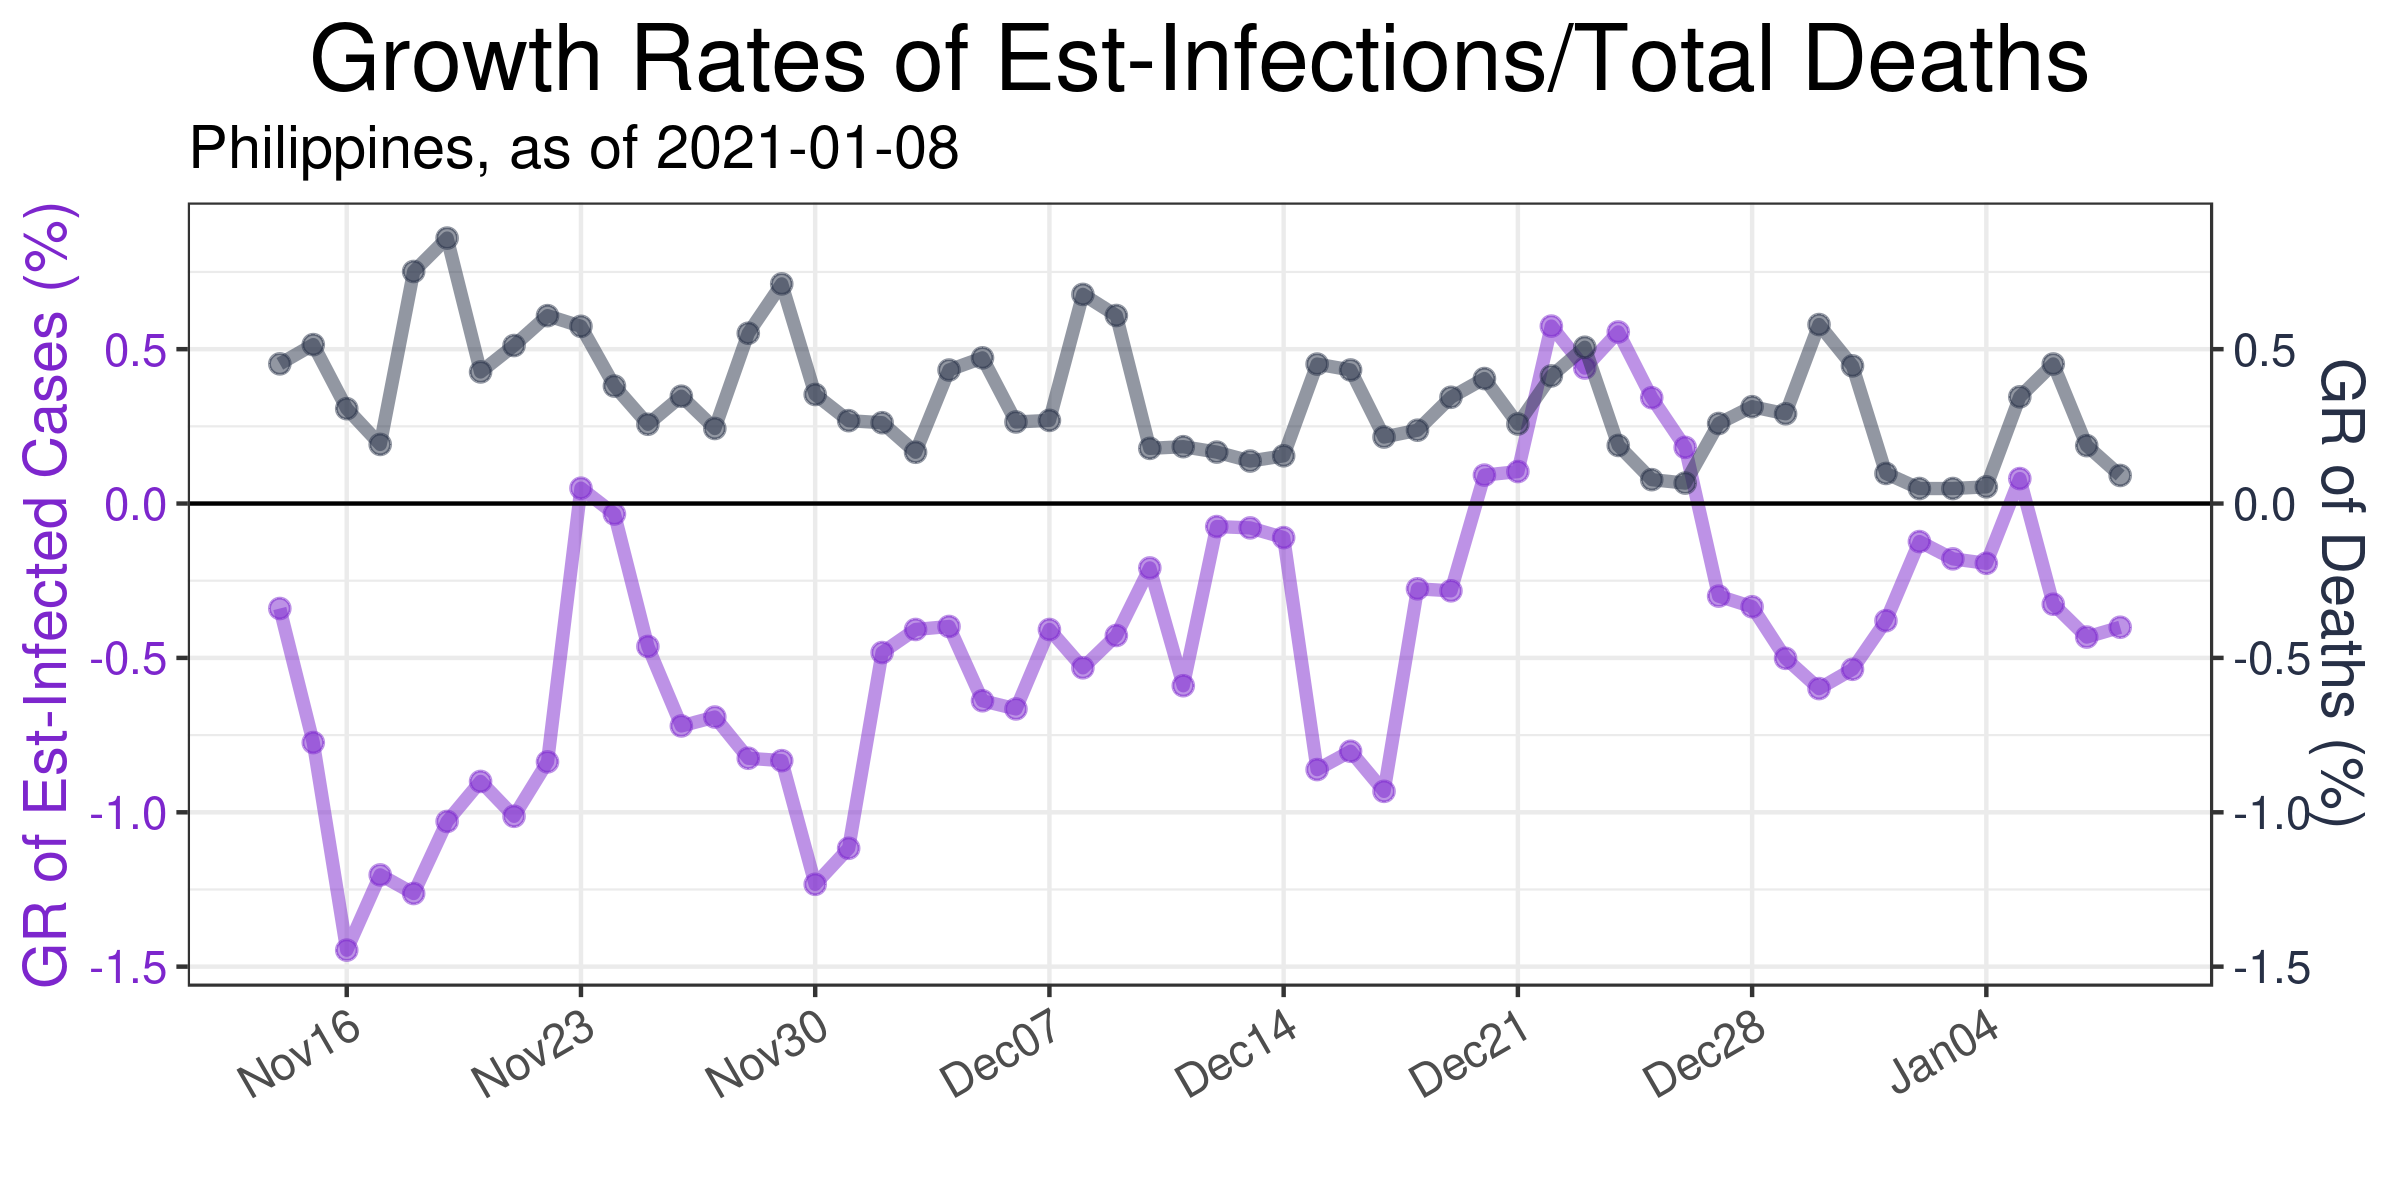 Growth Rates of Est-Infections/Total Deaths
Philippines, as of 2021-01-08
GR of Est-Infected Cases (%)
0.5
0.0
-0.5
-1.0
-1.5
0.5
0.0
-0.5
-1.0
-1.5
GR of Deaths (%)
Nov16
Nov23
Nov30
Dec07
Dec14
Dec21
Dec28
Jan04